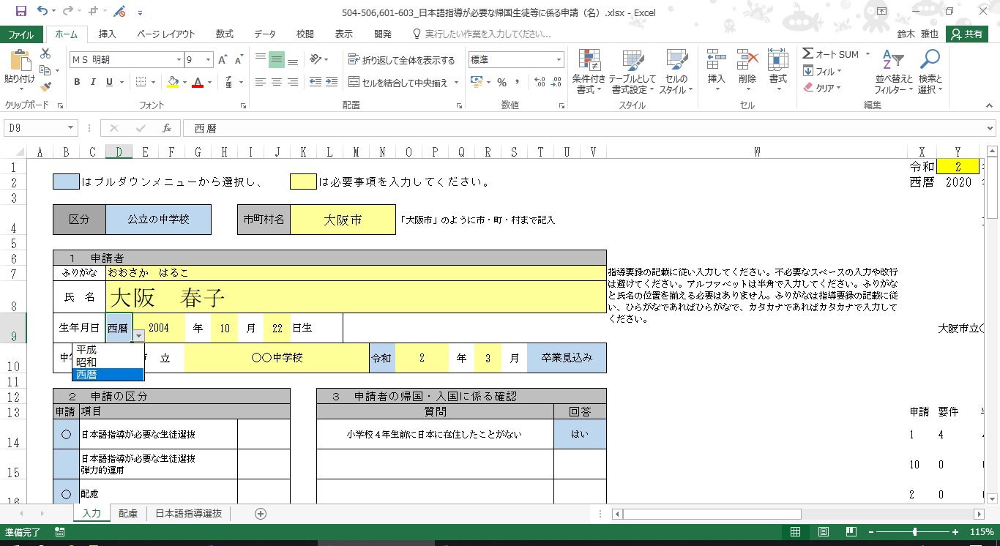 504-506,601-603_日本語指導が必要な帰国生徒等に係る申請（名）.xlsx - Excel
ファイル ホーム 挿入 ページ レイアウト 数式 データ 校閲 表示 開発 実行したい作業を入力してください... 鈴木 雅也 共有
貼り付け
クリップボード
ＭＳ 明朝 9
B I U
フォント
折り返して全体を表示する
セルを結合して中央揃え
配置
標準
数値
条件付き書式
テーブルとして書式設定
セルのスタイル
スタイル
挿入 削除 書式
セル
オート SUM
フィル
クリア
並べ替えとフィルター
検索と選択
編集
D9 fx 西暦
A B C D E F G H I J K L M N O P Q R S T U V W X Y
1 令和 2
2 はプルダウンメニューから選択し、 は必要事項を入力してください。 西暦 2020
3
4 区分 公立の中学校 市町村名 大阪市 「大阪市」のように市・町・村まで記入
5
6 １ 申請者
7 ふりがな おおさか はるこ
指導要録の記載に従い入力してください。不必要なスペースの入力や改行
は避けてください。アルファベットは半角で入力してください。ふりがな
と氏名の位置を揃える必要はありません。ふりがなは指導要録の記載に従
い、ひらがなであればひらがなで、カタカナであればカタカナで入力して
ください。
8 氏 名 大阪 春子
9 生年月日 西暦 2004 年 10 月 22 日生 大阪市立
平成
昭和
西暦
10 立 〇〇中学校 令和 2 年 3 月 卒業見込み
11
12 ２ 申請の区分 ３ 申請者の帰国・入国に係る確認
13 申請 項目 質問 回答 申請 要件
14 〇 日本語指導が必要な生徒選抜 小学校４年生前に日本に在住したことがない はい 1 4
15 日本語指導が必要な生徒選抜
弾力的運用 10 0
16 〇 配慮 2 0
入力 配慮 日本語指導選抜
準備完了 115%